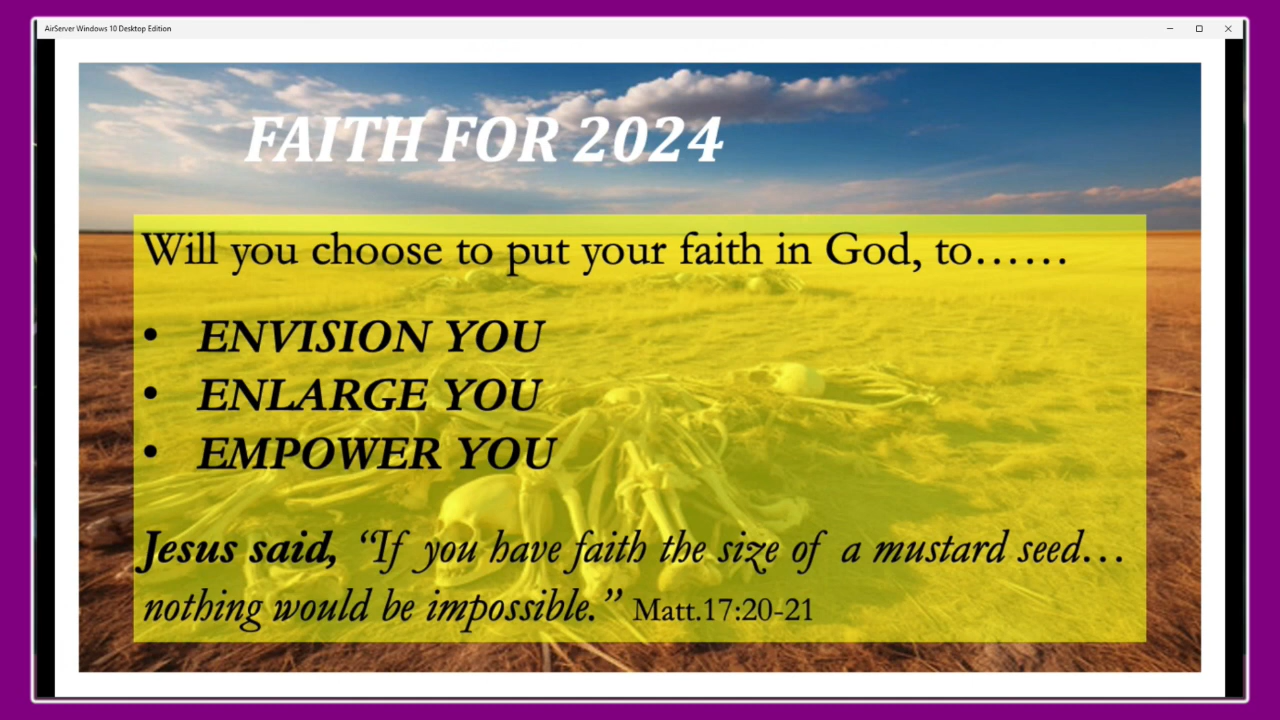 AirServer Windows 10 Desktop Edition
FAITH FOR 2024
Will you choose to put your faith in God, to……
• ENVISION YOU
• ENLARGE YOU
• EMPOWER YOU
Jesus said, “If you have faith the size of a mustard seed…
nothing would be impossible.” Matt.17:20-21